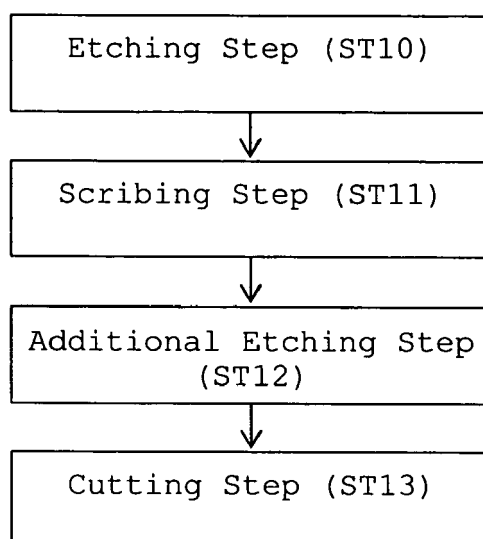 Etching Step (ST10)
Scribing Step (ST11)
Additional Etching Step
(ST12)
Cutting Step (ST13)